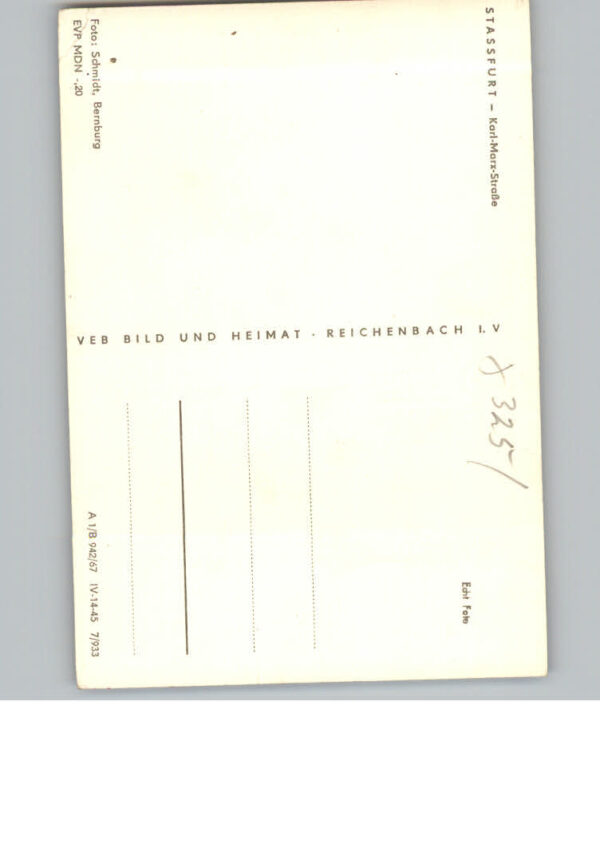 STASSFURT – Karl-Marx-Straße
Foto: Schmidt, Bernburg
EVP MDN -,20
VEB BILD UND HEIMAT · REICHENBACH I. V
x 325/
Echt Foto
A 1/B 942/67 IV-14-45 7/933